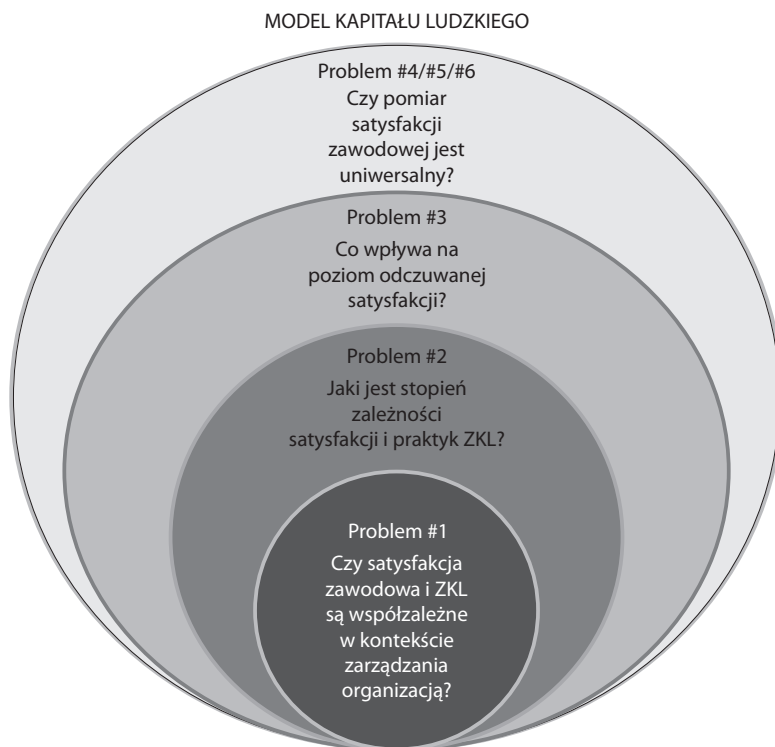 MODEL KAPITAŁU LUDZKIEGO
Problem #4/#5/#6
Czy pomiar
satysfakcji
zawodowej jest
uniwersalny?
Problem #3
Co wpływa na
poziom odczuwanej
satysfakcji?
Problem #2
Jaki jest stopień
zależności
satysfakcji i praktyk ZKL?
Problem #1
Czy satysfakcja
zawodowa i ZKL
są współzależne
w kontekście
zarządzania
organizacją?